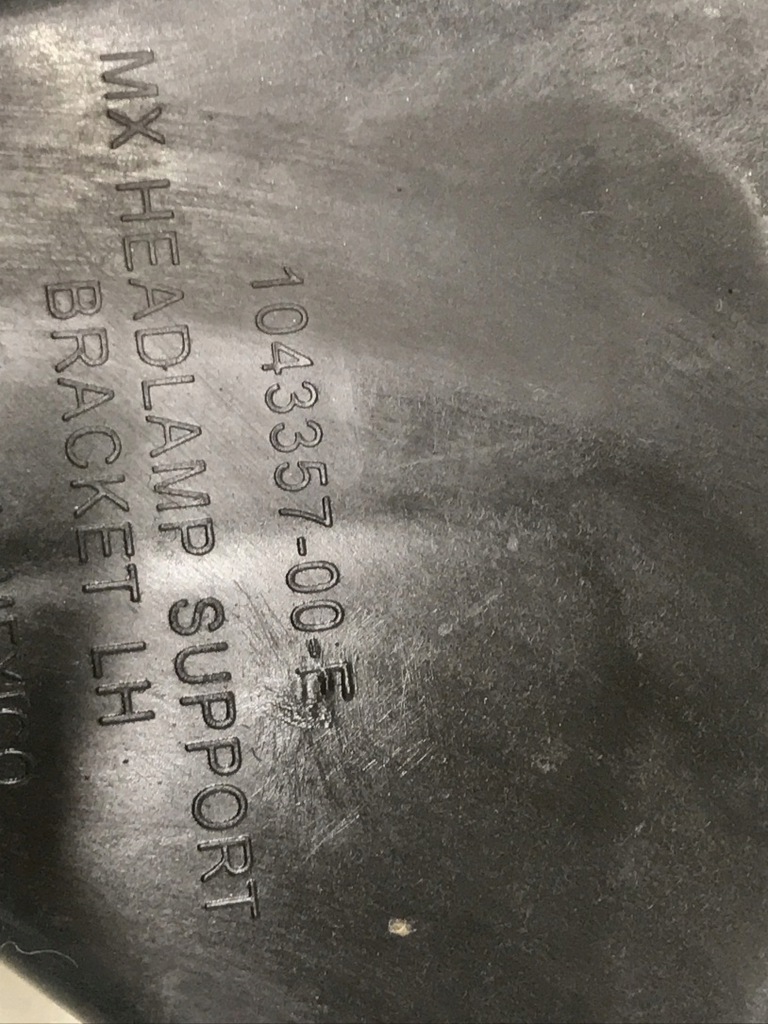 1043357-00-E
MX HEADLAMP SUPPORT
BRACKET LH